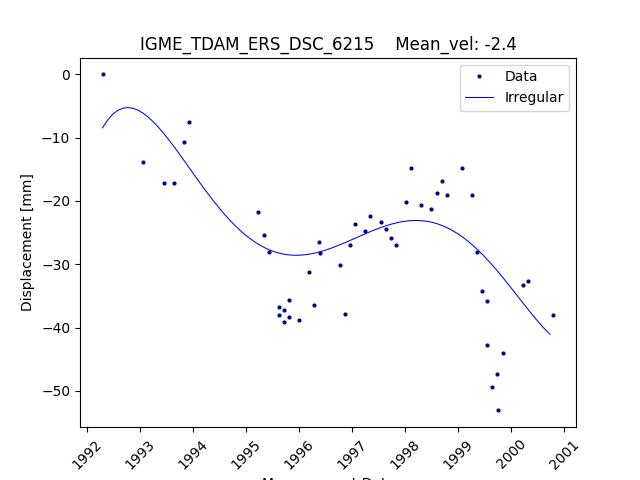 IGME_TDAM_ERS_DSC_6215    Mean_vel: -2.4
Data
Irregular
Displacement [mm]
0
−10
−20
−30
−40
−50
1992 1993 1994 1995 1996 1997 1998 1999 2000 2001